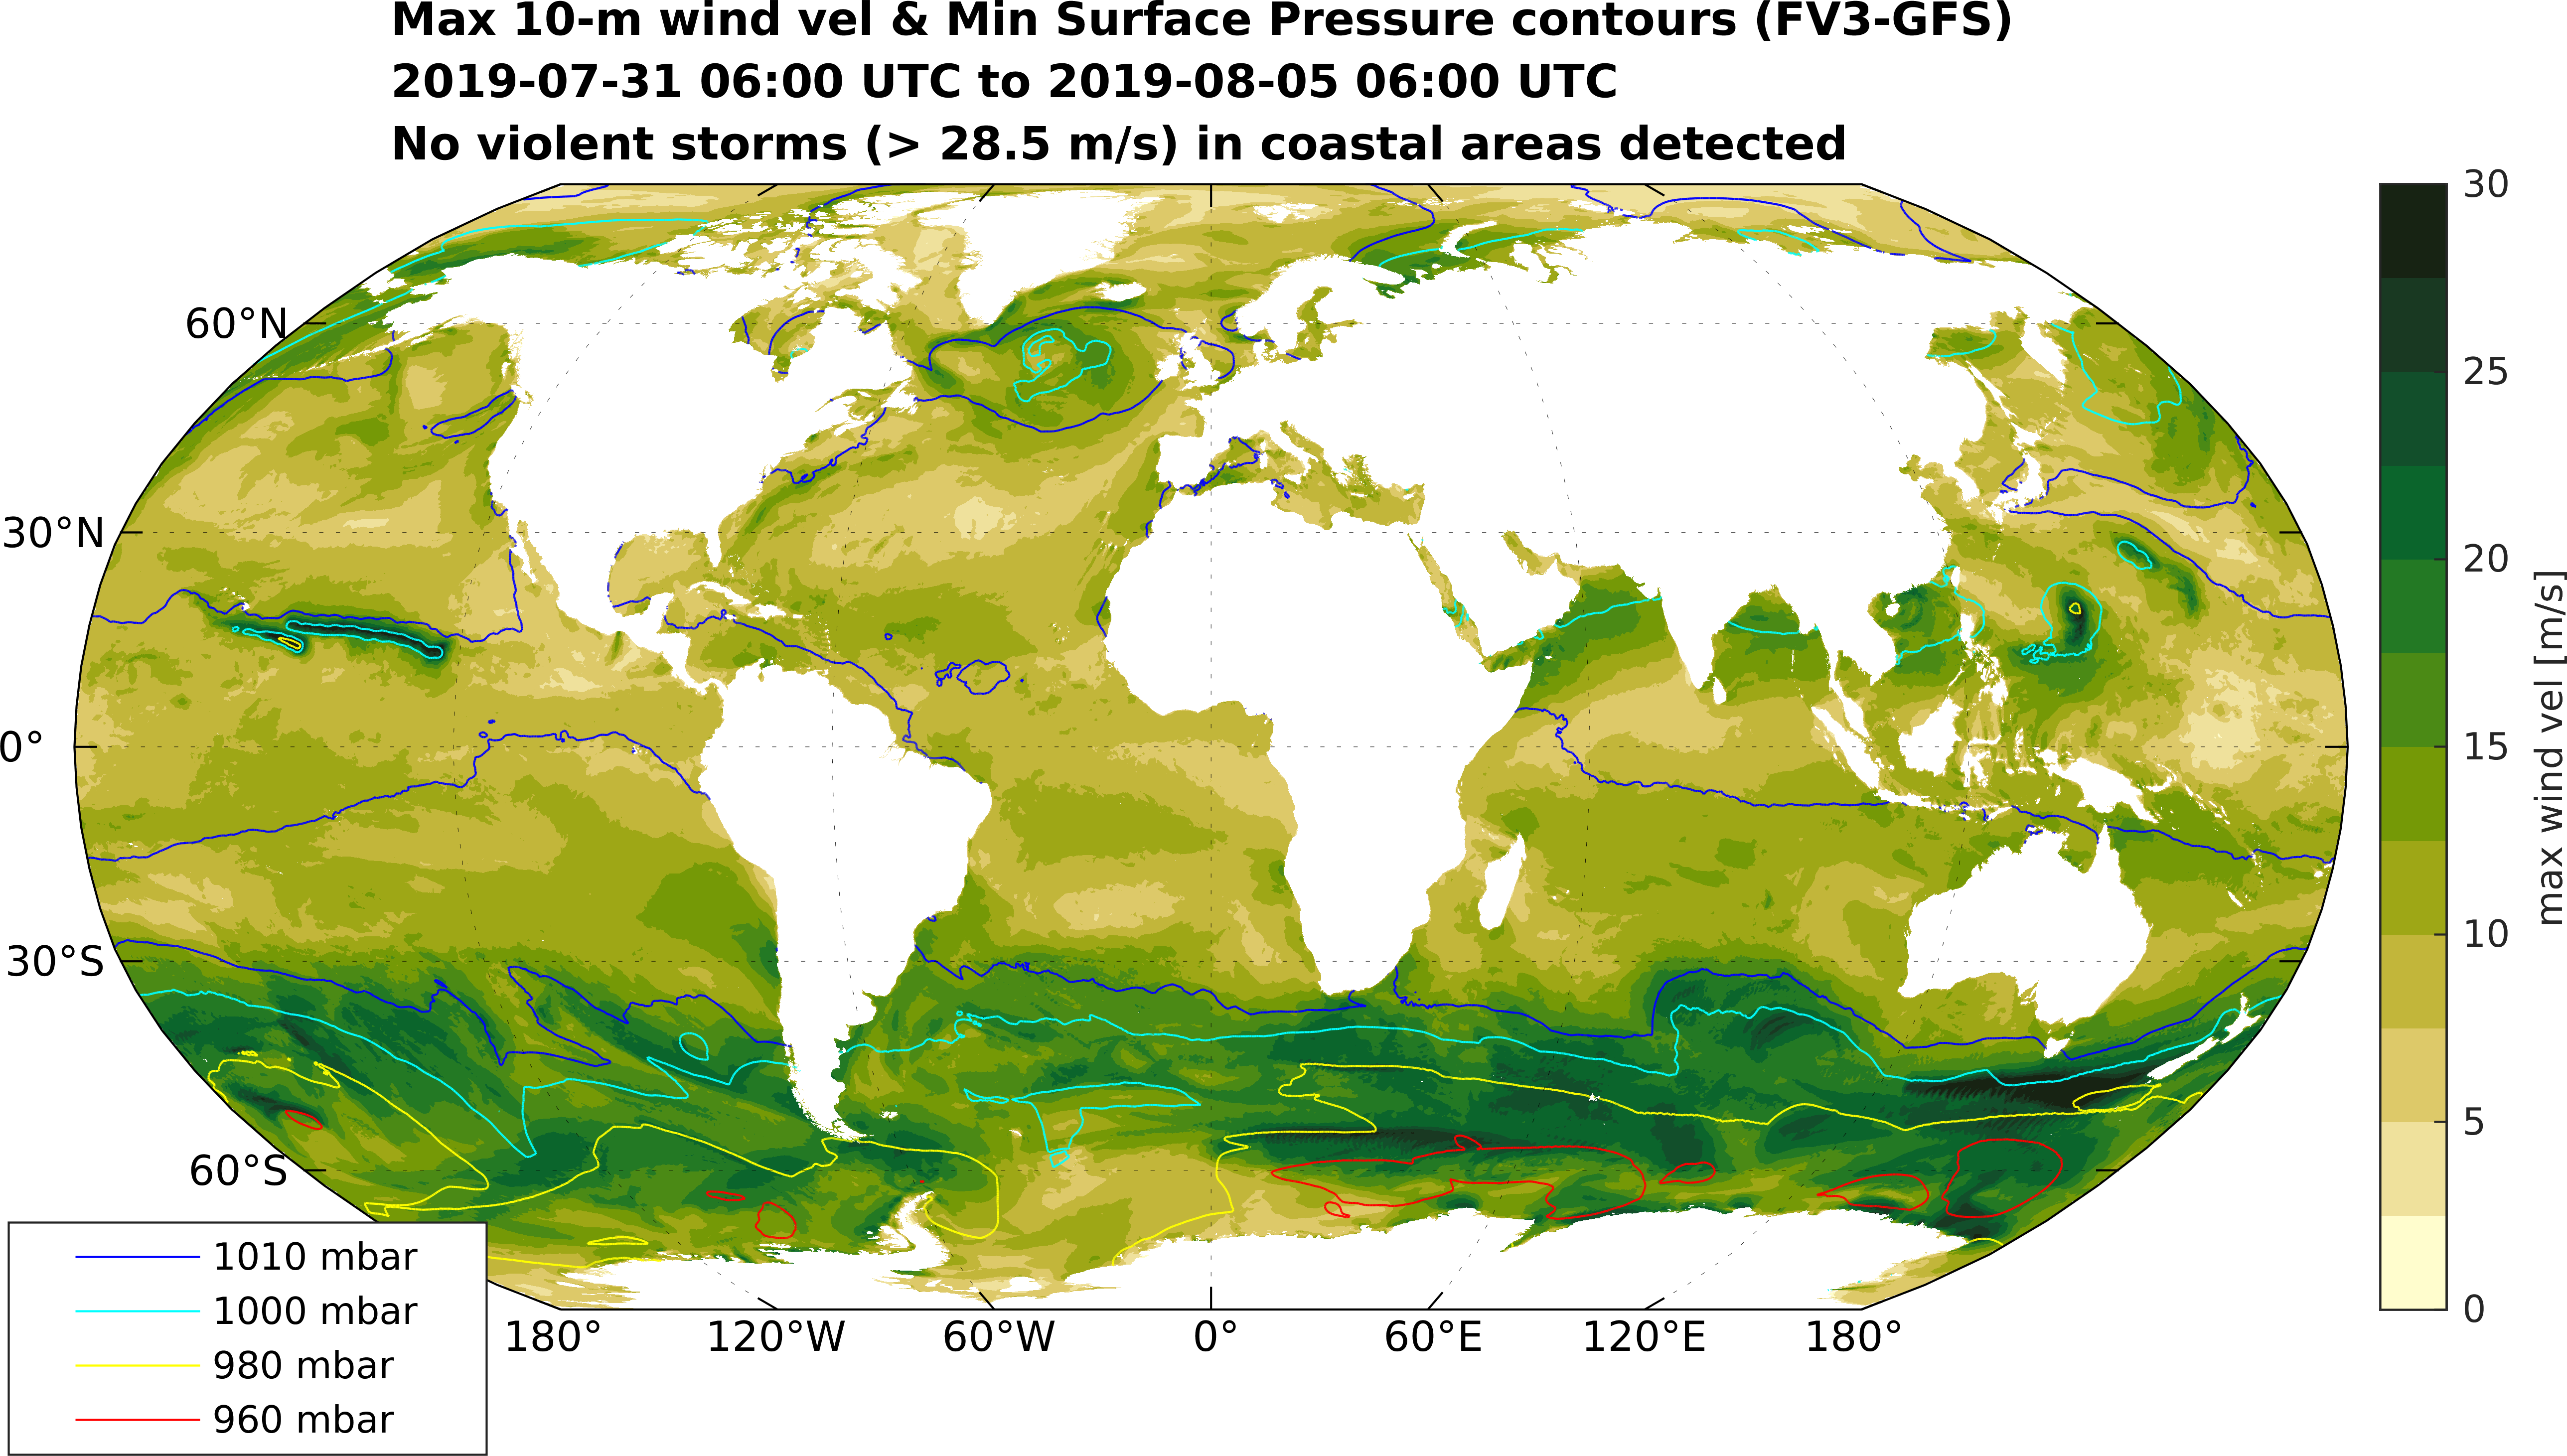 Max 10-m wind vel & Min Surface Pressure contours (FV3-GFS)
2019-07-31 06:00 UTC to 2019-08-05 06:00 UTC
No violent storms (> 28.5 m/s) in coastal areas detected
60°N
30°N
0°
30°S
60°S
180°
120°W
60°W
0°
60°E
120°E
180°
1010 mbar
1000 mbar
980 mbar
960 mbar
30
25
20
15
10
5
0
max wind vel [m/s]